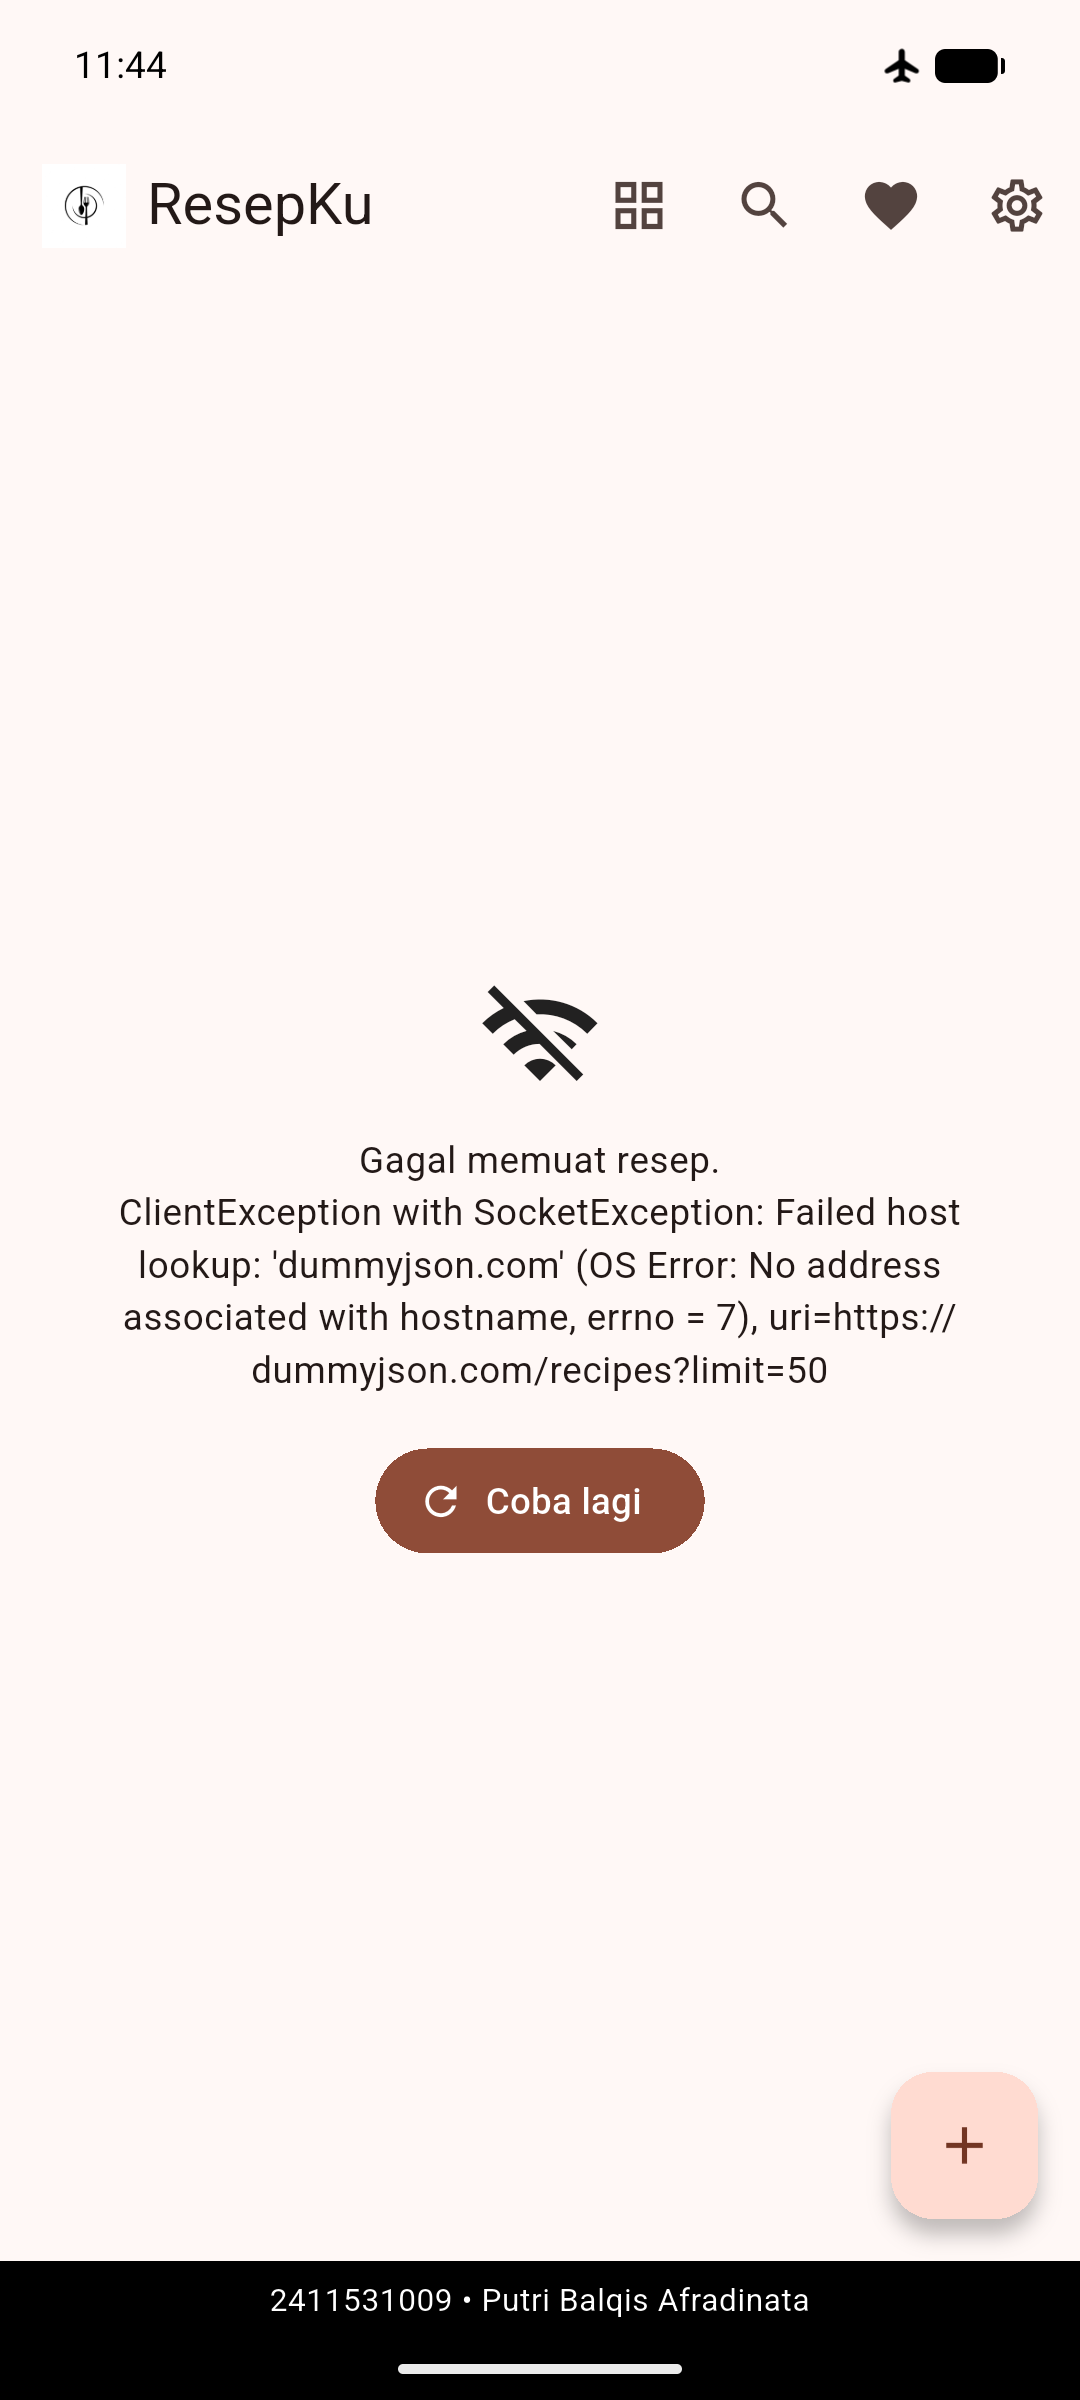 11:44
ResepKu
Gagal memuat resep.
ClientException with SocketException: Failed host
lookup: 'dummyjson.com' (OS Error: No address
associated with hostname, errno = 7), uri=https://
dummyjson.com/recipes?limit=50
Coba lagi
2411531009 • Putri Balqis Afradinata